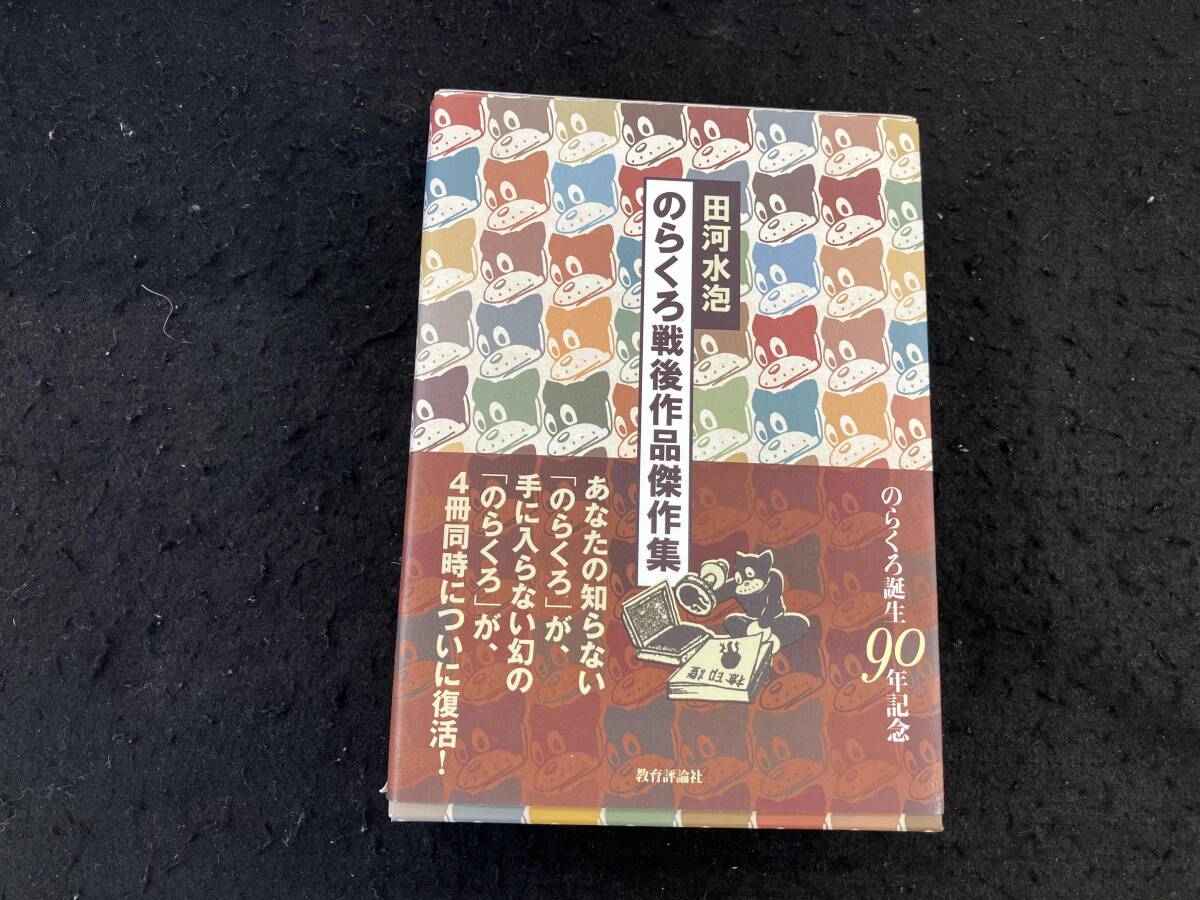 田河水泡
のらくろ戦後作品傑作集
のらくろ誕生90年記念
あなたの知らない
「のらくろ」が、
手に入らない幻の
「のらくろ」が、
4冊同時についに復活!
検印證
教育評論社